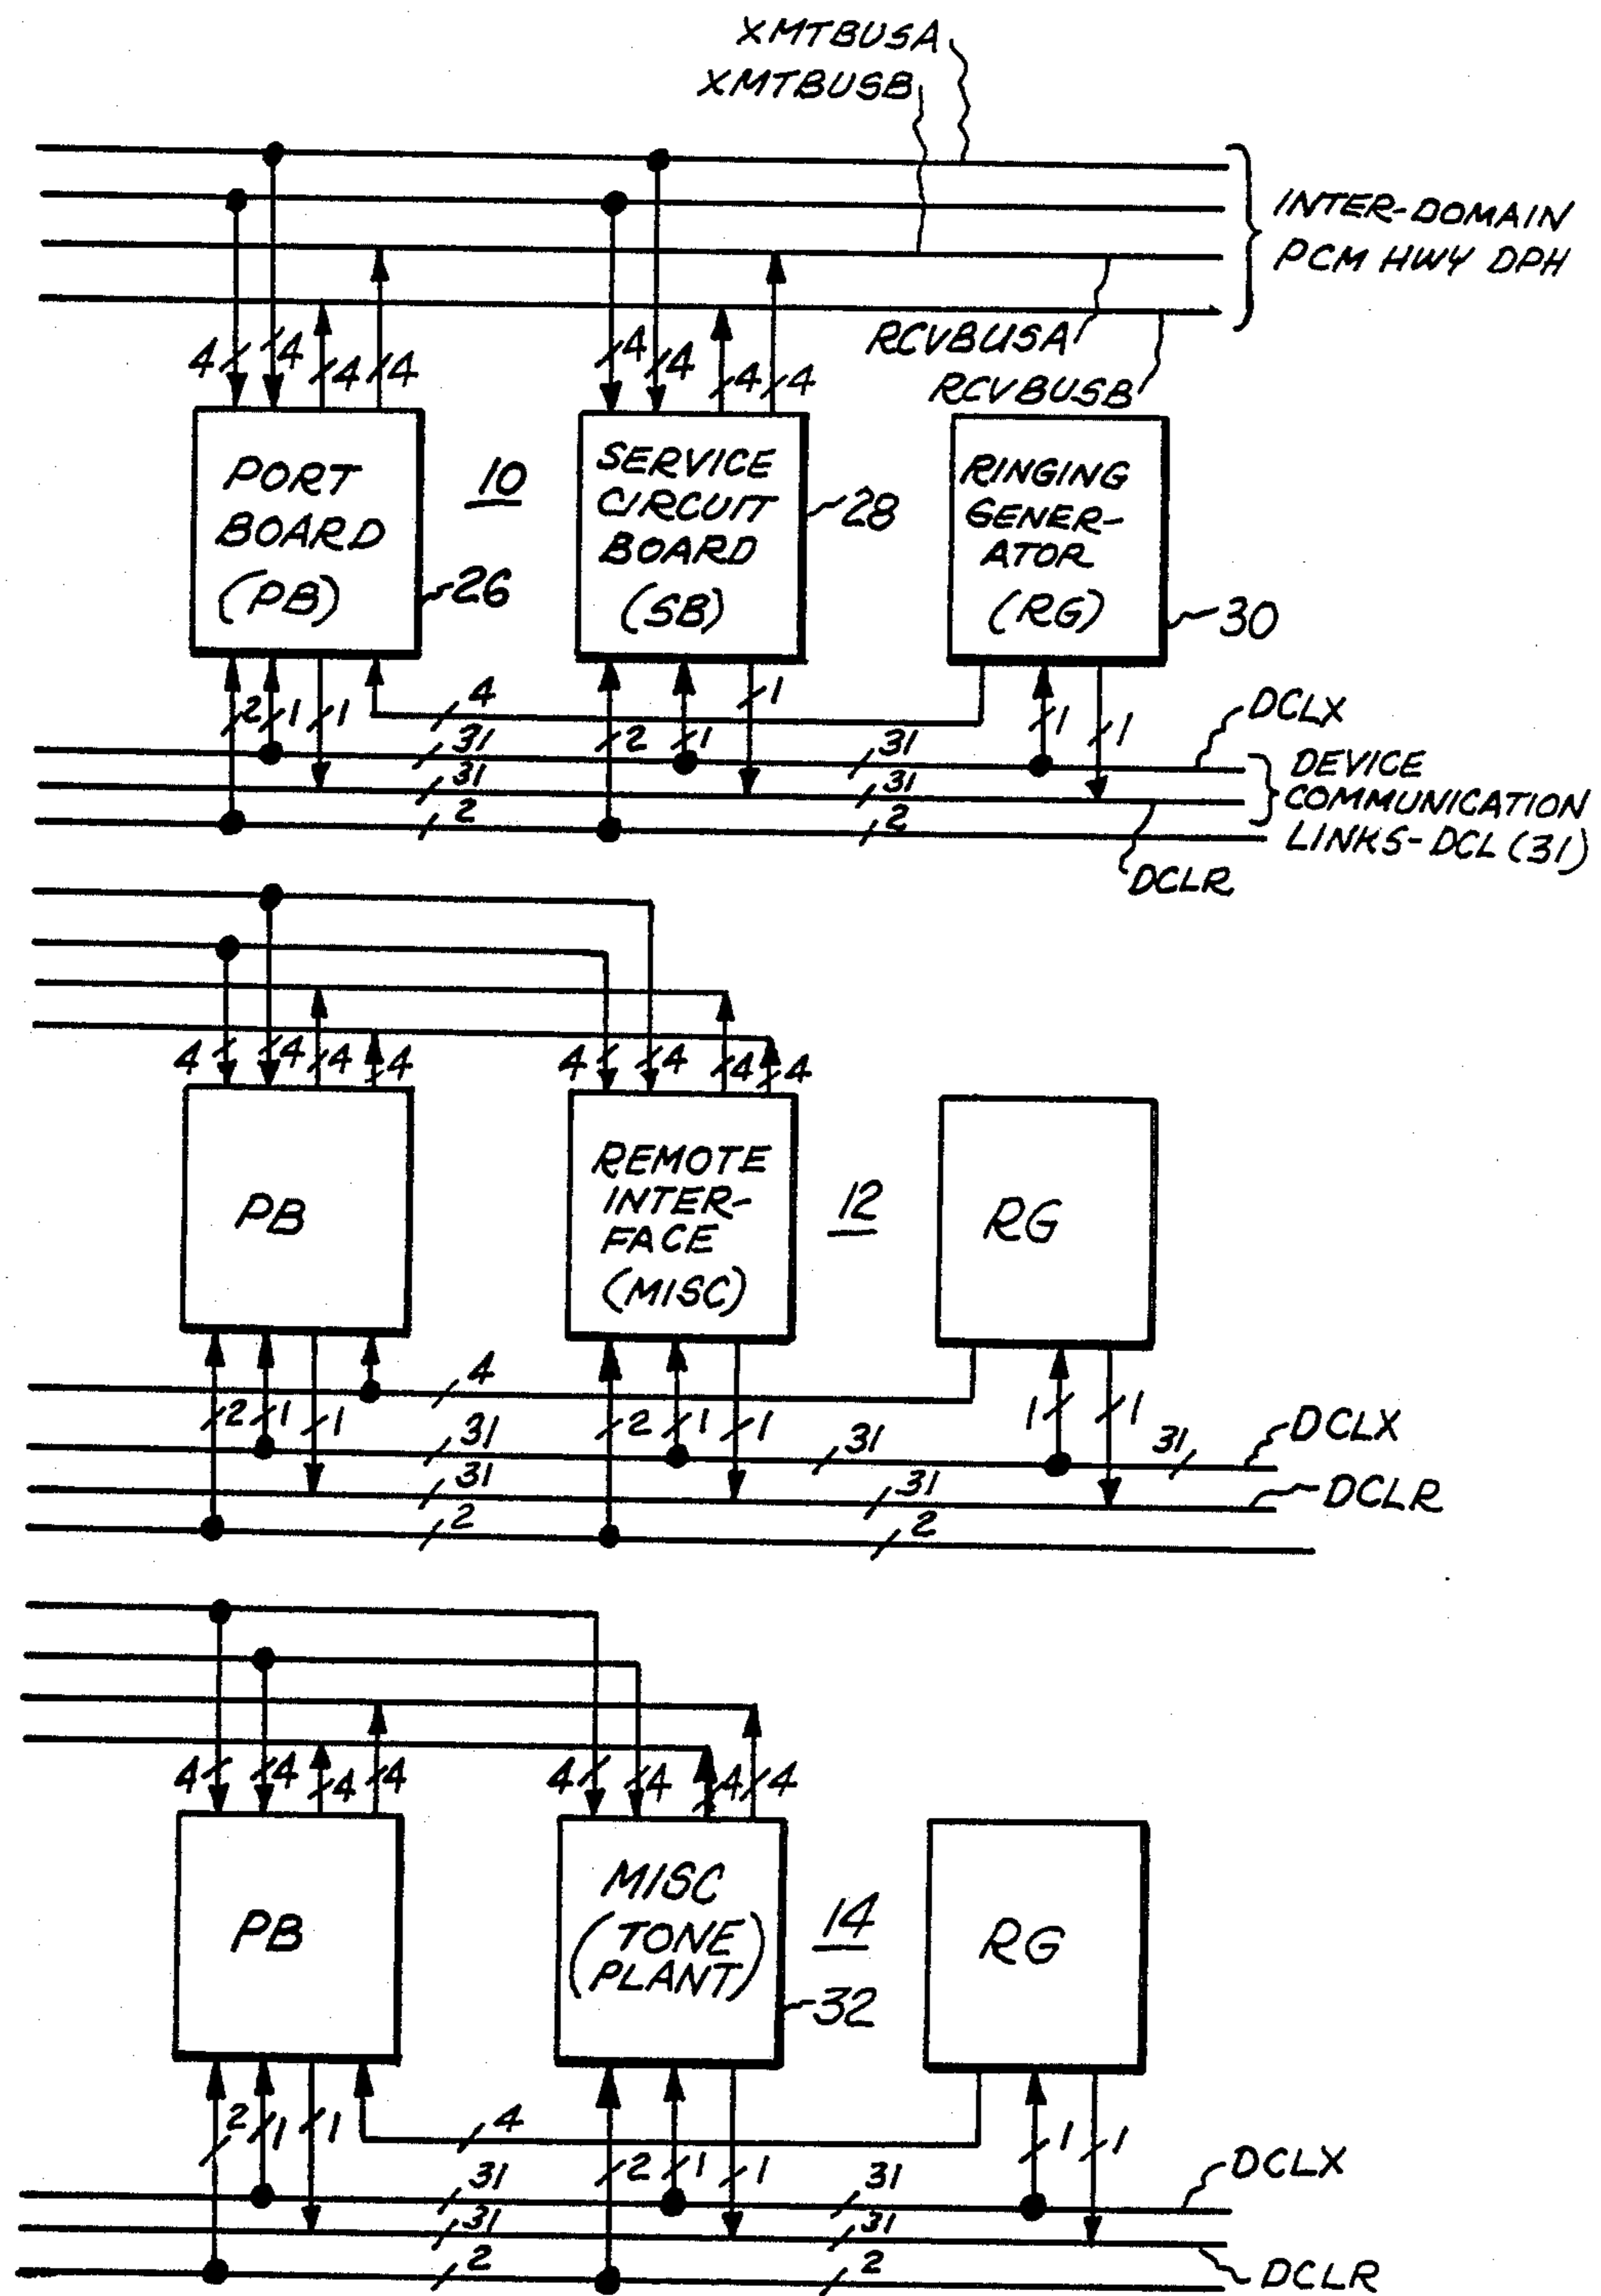 XMTBUSA
XMTBUSB
INTER-DOMAIN
PCM HWY DPH
RCVBUSA
RCVBUSB
4 4 4 4
4 4 4 4
PORT
BOARD
(PB)
10
26
SERVICE
CIRCUIT
BOARD
(SB)
28
RINGING
GENER-
ATOR
(RG)
30
2 1 1
4
2 1 1
1 1
31 31
31 31
2 2
DCLX
DEVICE
COMMUNICATION
LINKS-DCL (31)
DCLR
4 4 4 4
4 4 4 4
PB
REMOTE
INTER-
FACE
(MISC)
12
RG
4
2 1 1
2 1 1
1 1
31 31 31
31 31
2 2
DCLX
DCLR
4 4 4 4
4 4 4 4
PB
MISC
(TONE
PLANT)
14
32
RG
2 1 1
4
2 1 1
1 1
31 31
31 31
2 2
DCLX
DCLR